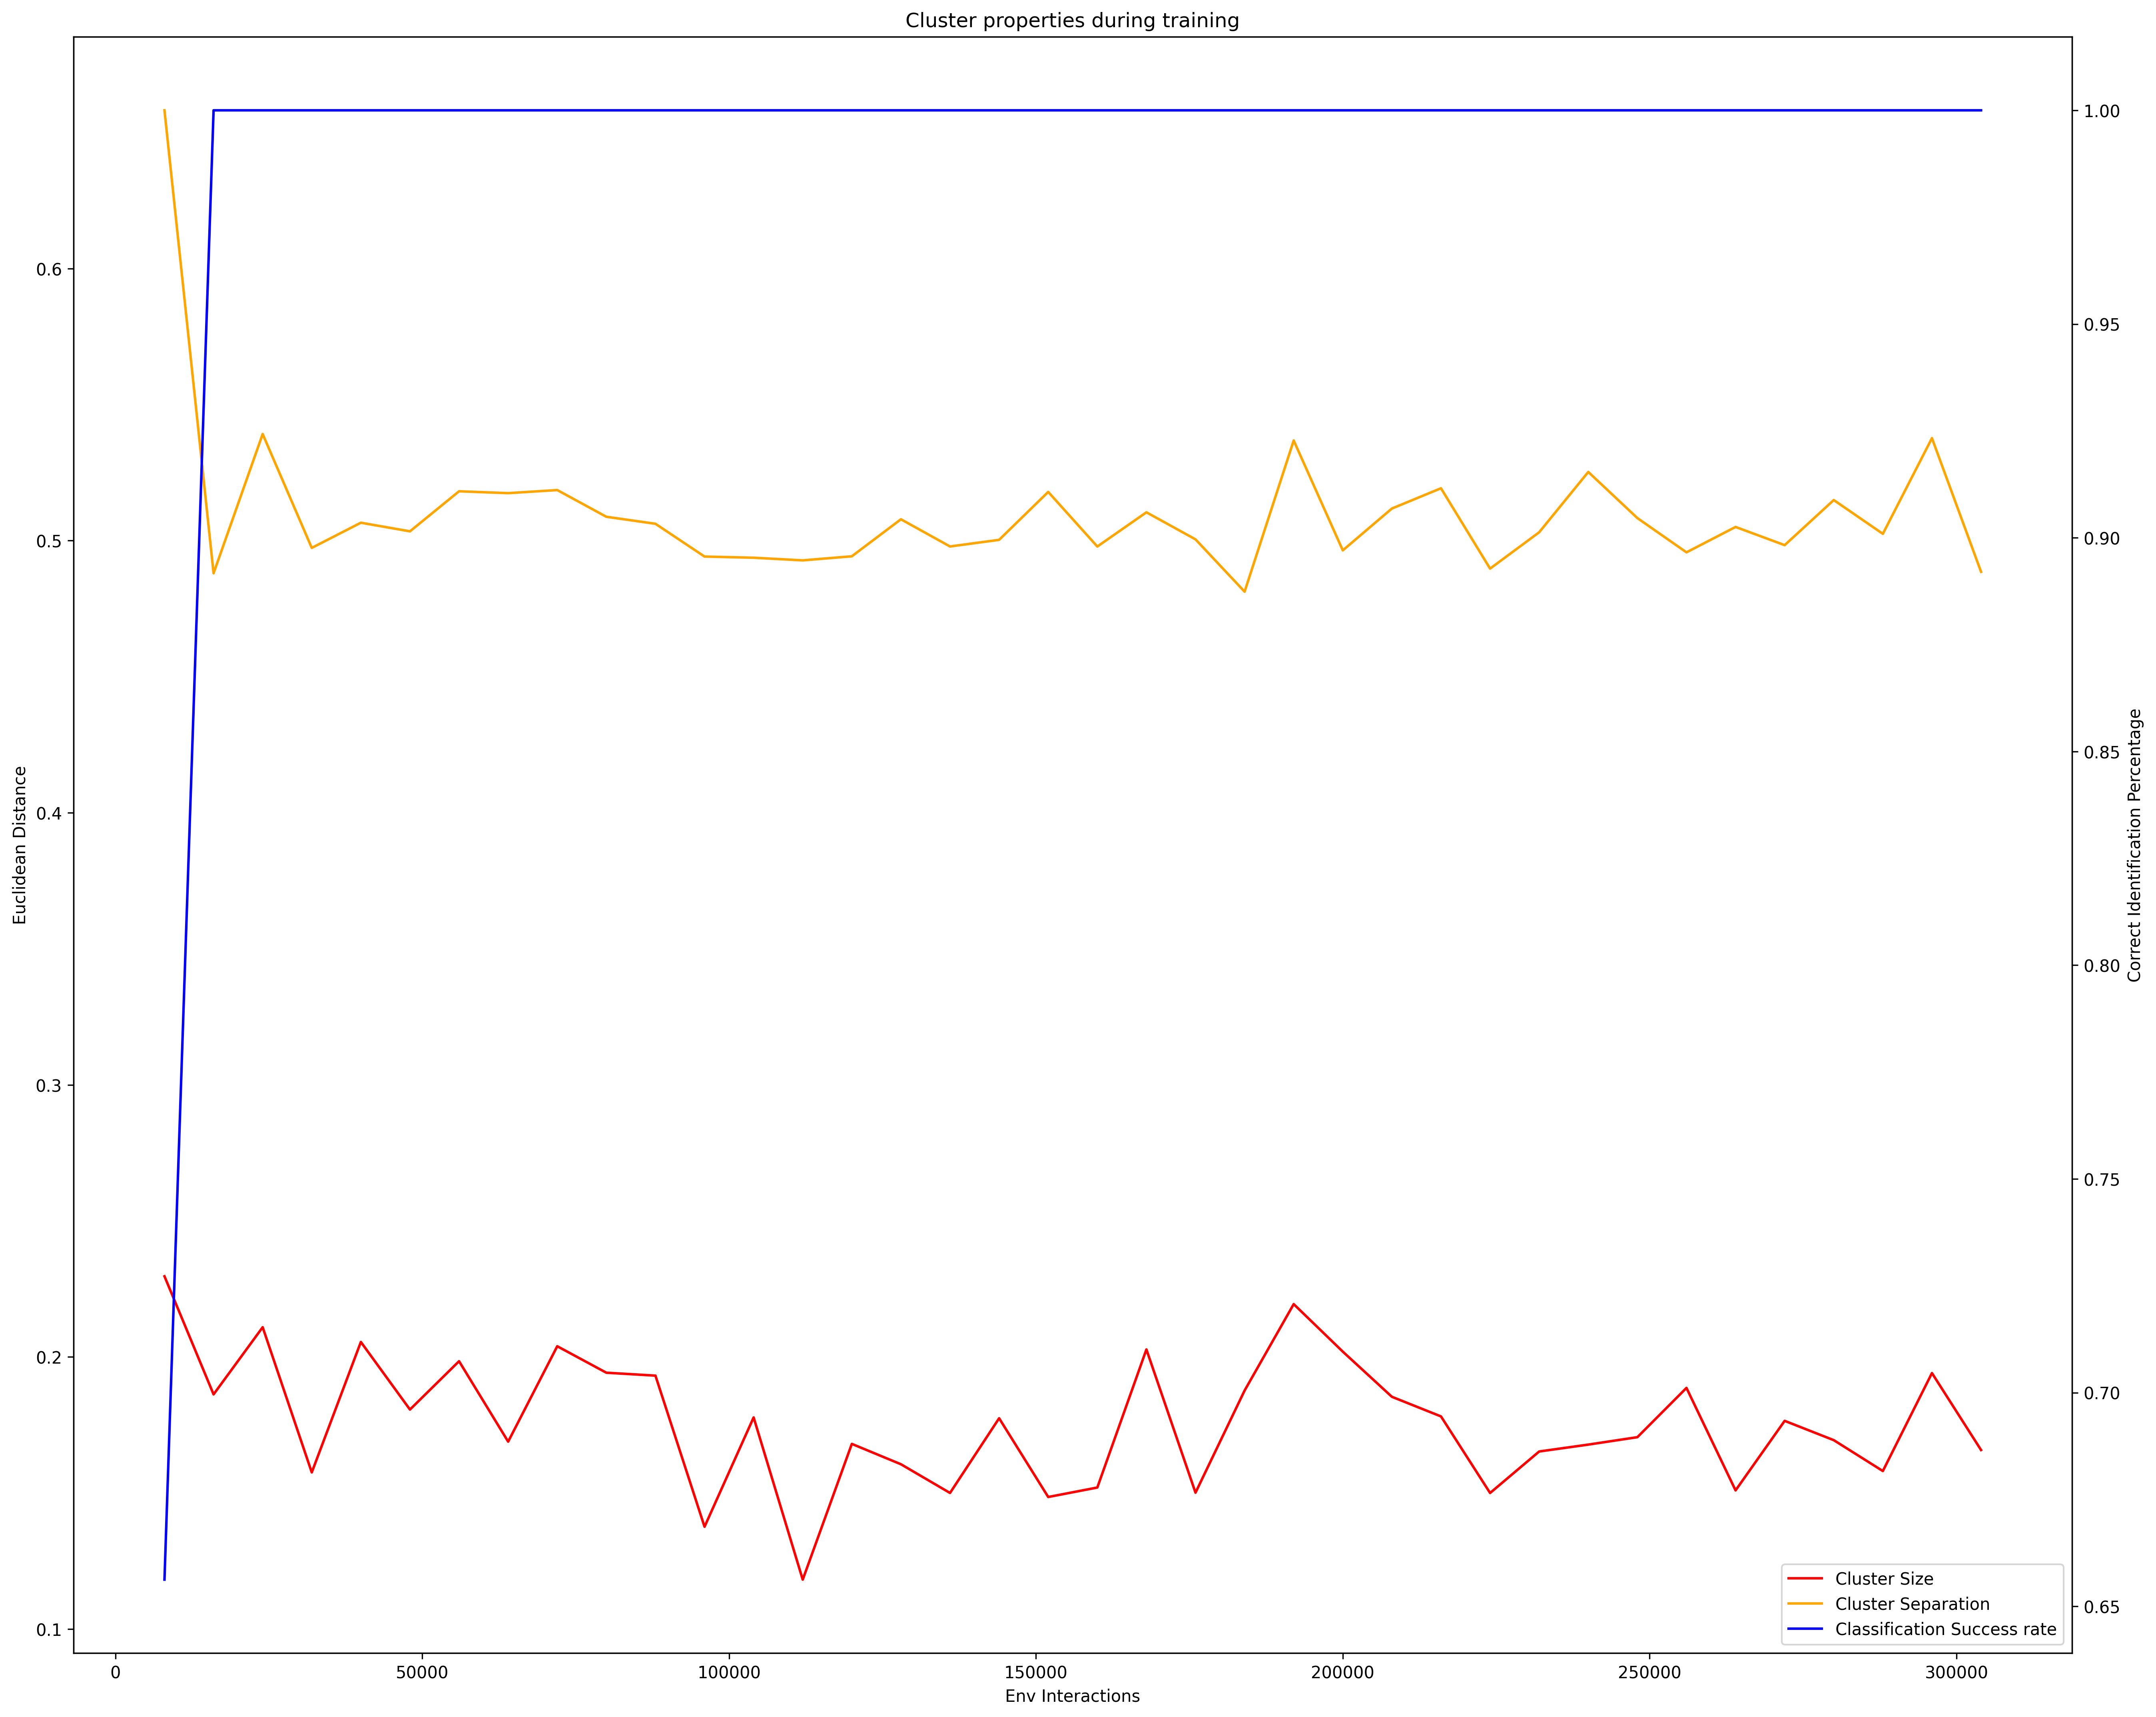 Cluster properties during training
Euclidean Distance
0.6
0.5
0.4
0.3
0.2
0.1
1.00
0.95
0.90
0.85
0.80
0.75
0.70
0.65
Correct Identification Percentage
Cluster Size
Cluster Separation
Classification Success rate
0 50000 100000 150000 200000 250000 300000
Env Interactions